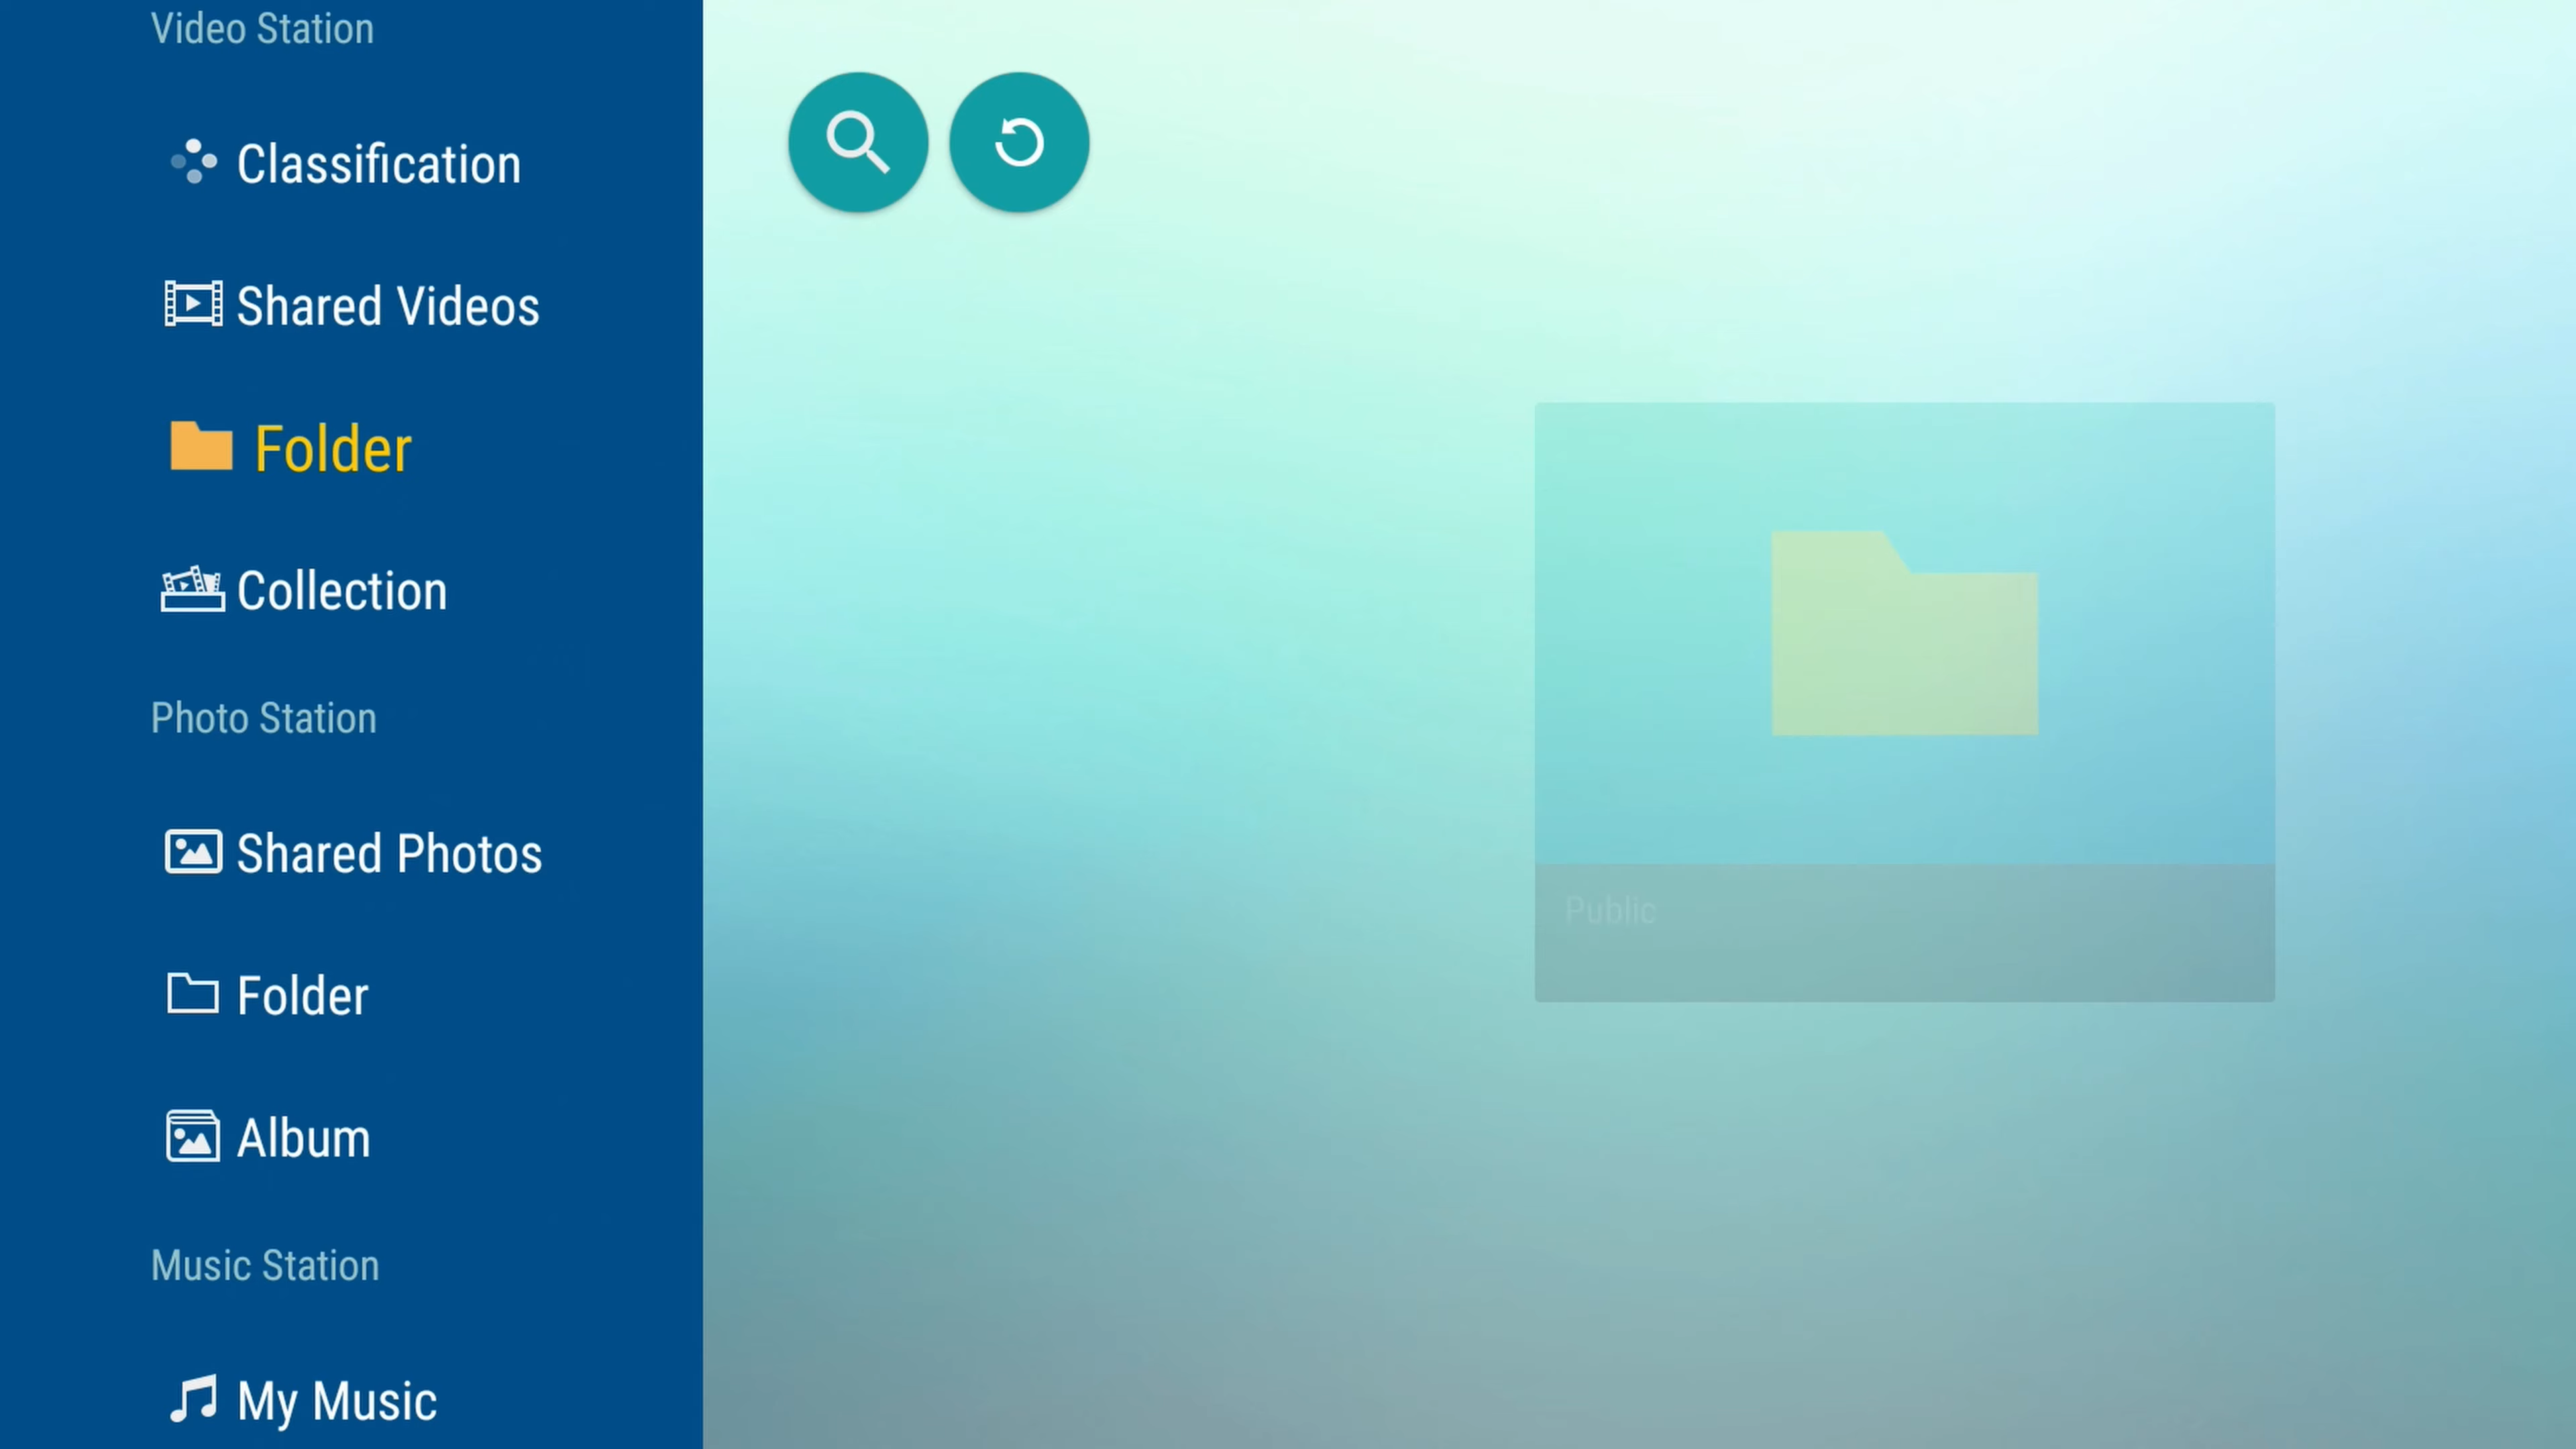 Video Station
Classification
Shared Videos
Folder
Collection
Photo Station
Shared Photos
Folder
Album
Music Station
My Music
Public